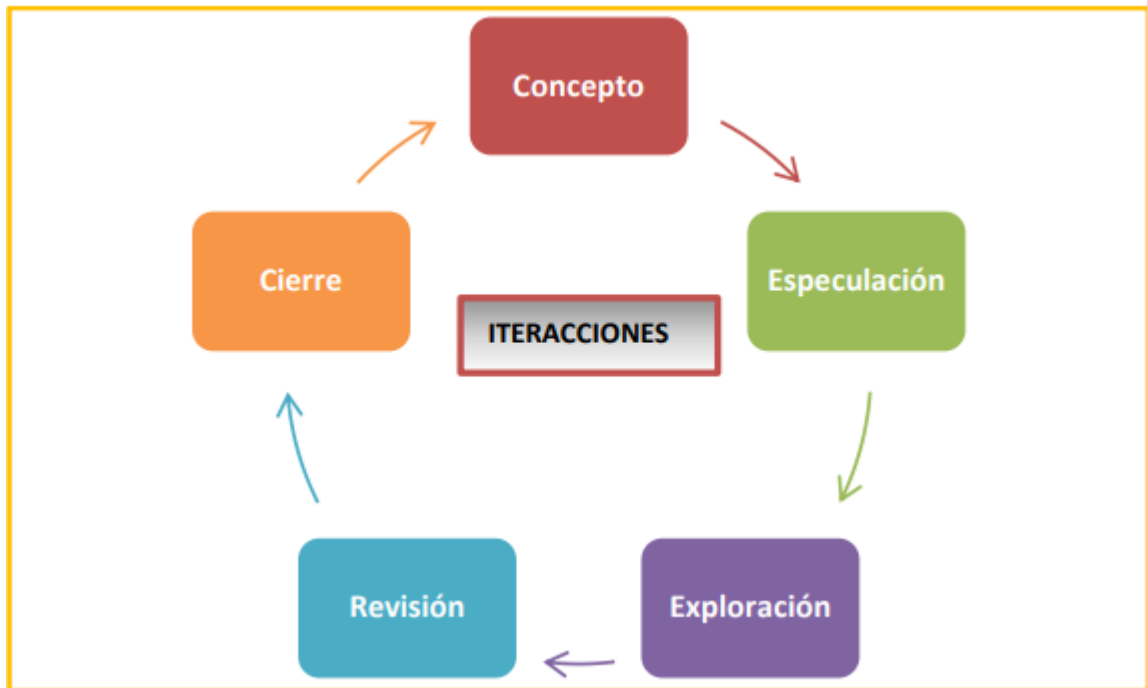 Concepto
Especulación
Exploración
Revisión
Cierre
ITERACCIONES